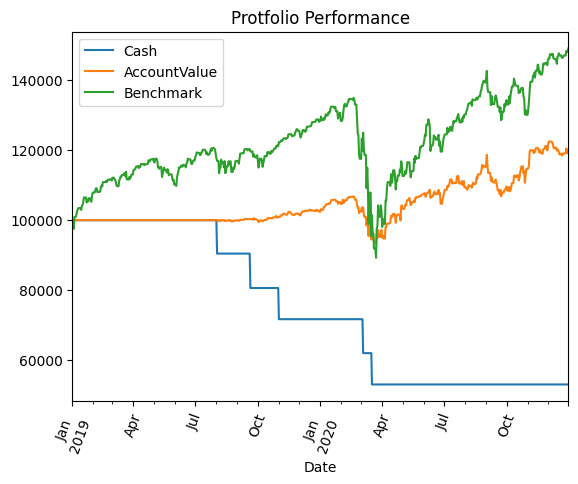 Protfolio Performance
Cash
AccountValue
Benchmark
140000
120000
100000
80000
60000
Jan
2019
Apr
Jul
Oct
Jan
2020
Apr
Jul
Oct
Date